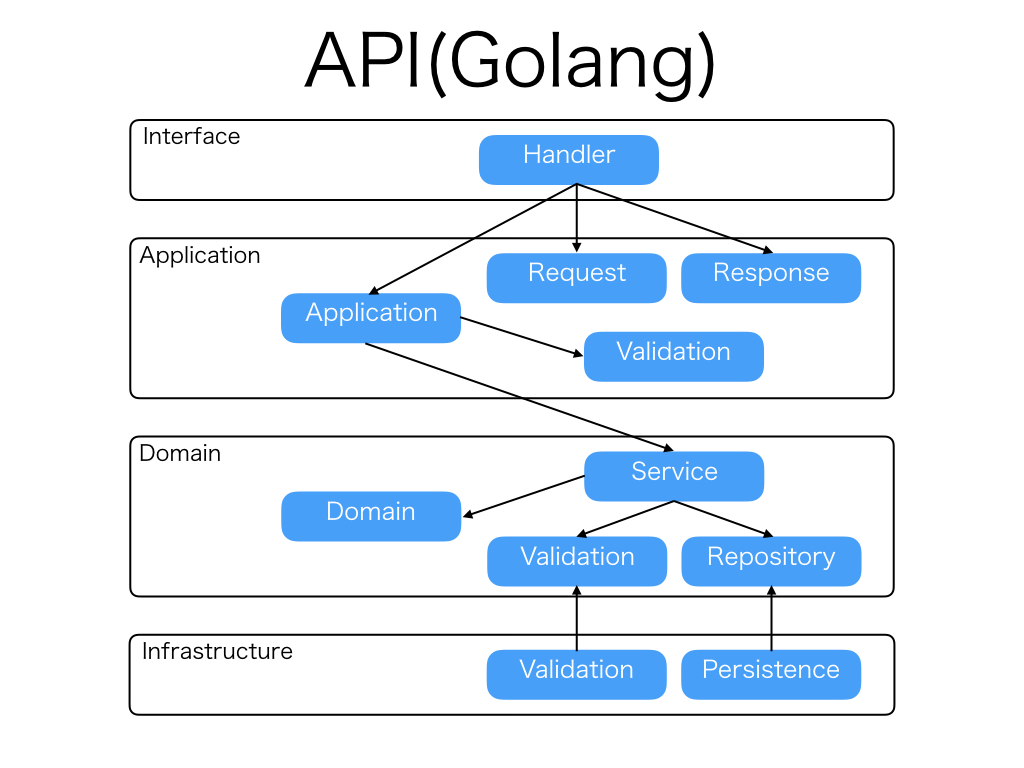 API(Golang)
Interface
Handler
Application
Request
Response
Application
Validation
Domain
Service
Domain
Validation
Repository
Infrastructure
Validation
Persistence